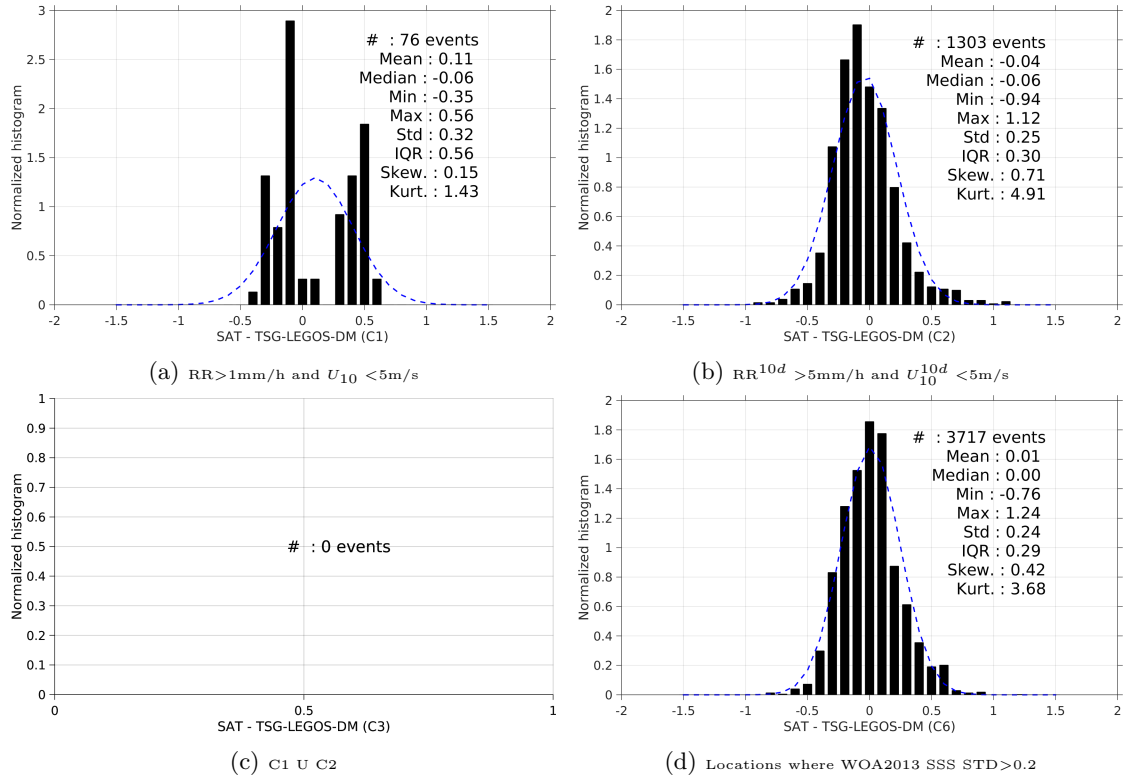 3
2.5
2
1.5
1
0.5
0
-2
-1.5
-1
-0.5
0
0.5
1
1.5
2
Normalized histogram
SAT - TSG-LEGOS-DM (C1)
# : 76 events
Mean : 0.11
Median : -0.06
Min : -0.35
Max : 0.56
Std : 0.32
IQR : 0.56
Skew. : 0.15
Kurt. : 1.43
(a) RR>1mm/h and U10 <5m/s
2
1.8
1.6
1.4
1.2
1
0.8
0.6
0.4
0.2
0
-2
-1.5
-1
-0.5
0
0.5
1
1.5
2
Normalized histogram
SAT - TSG-LEGOS-DM (C2)
# : 1303 events
Mean : -0.04
Median : -0.06
Min : -0.94
Max : 1.12
Std : 0.25
IQR : 0.30
Skew. : 0.71
Kurt. : 4.91
(b) RR^10d >5mm/h and U10^10d <5m/s
1
0.9
0.8
0.7
0.6
0.5
0.4
0.3
0.2
0.1
0
0
0.5
1
Normalized histogram
SAT - TSG-LEGOS-DM (C3)
# : 0 events
(c) C1 U C2
2
1.8
1.6
1.4
1.2
1
0.8
0.6
0.4
0.2
0
-2
-1.5
-1
-0.5
0
0.5
1
1.5
2
Normalized histogram
SAT - TSG-LEGOS-DM (C6)
# : 3717 events
Mean : 0.01
Median : 0.00
Min : -0.76
Max : 1.24
Std : 0.24
IQR : 0.29
Skew. : 0.42
Kurt. : 3.68
(d) Locations where WOA2013 SSS STD>0.2